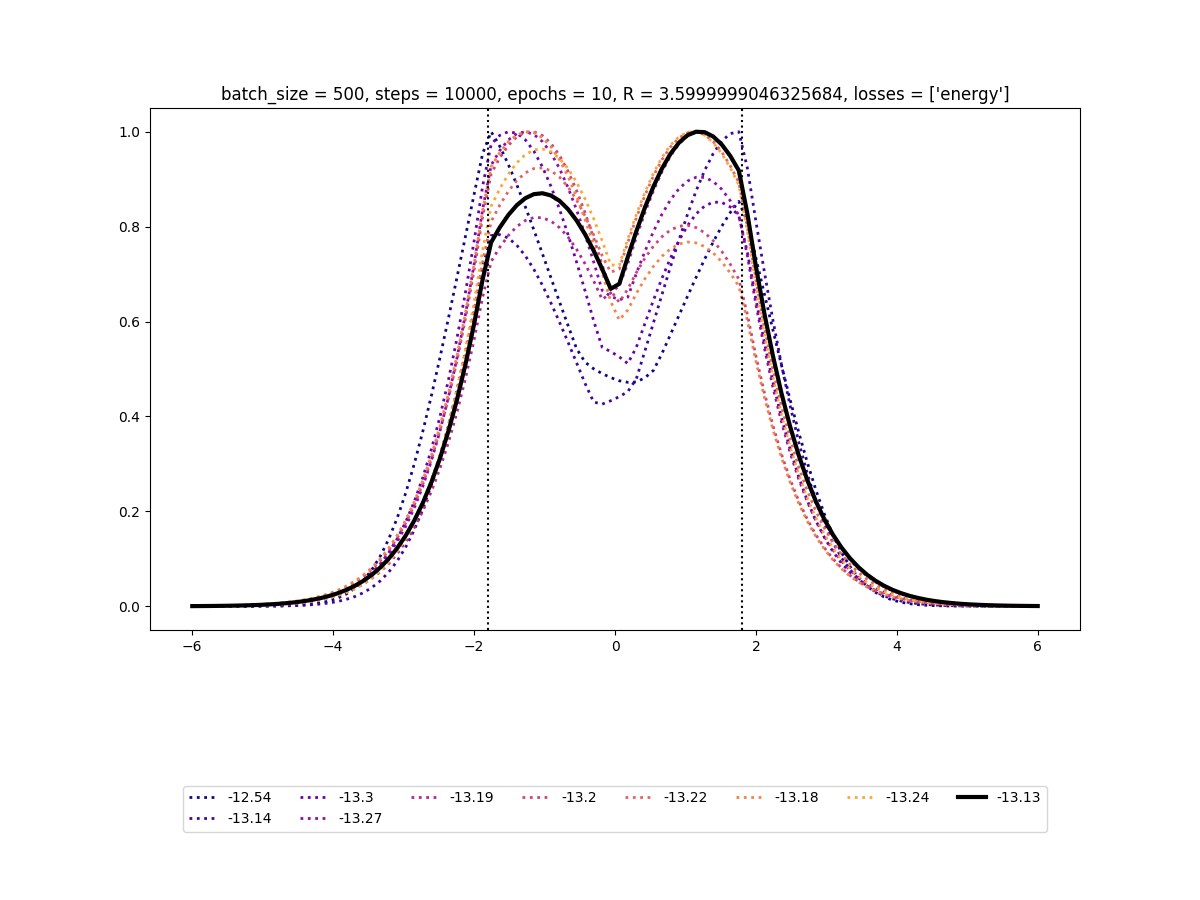 batch_size = 500, steps = 10000, epochs = 10, R = 3.5999999046325684, losses = ['energy']
1.0
0.8
0.6
0.4
0.2
0.0
−6 −4 −2 0 2 4 6
-12.54 -13.3 -13.19 -13.2 -13.22 -13.18 -13.24 -13.13
-13.14 -13.27